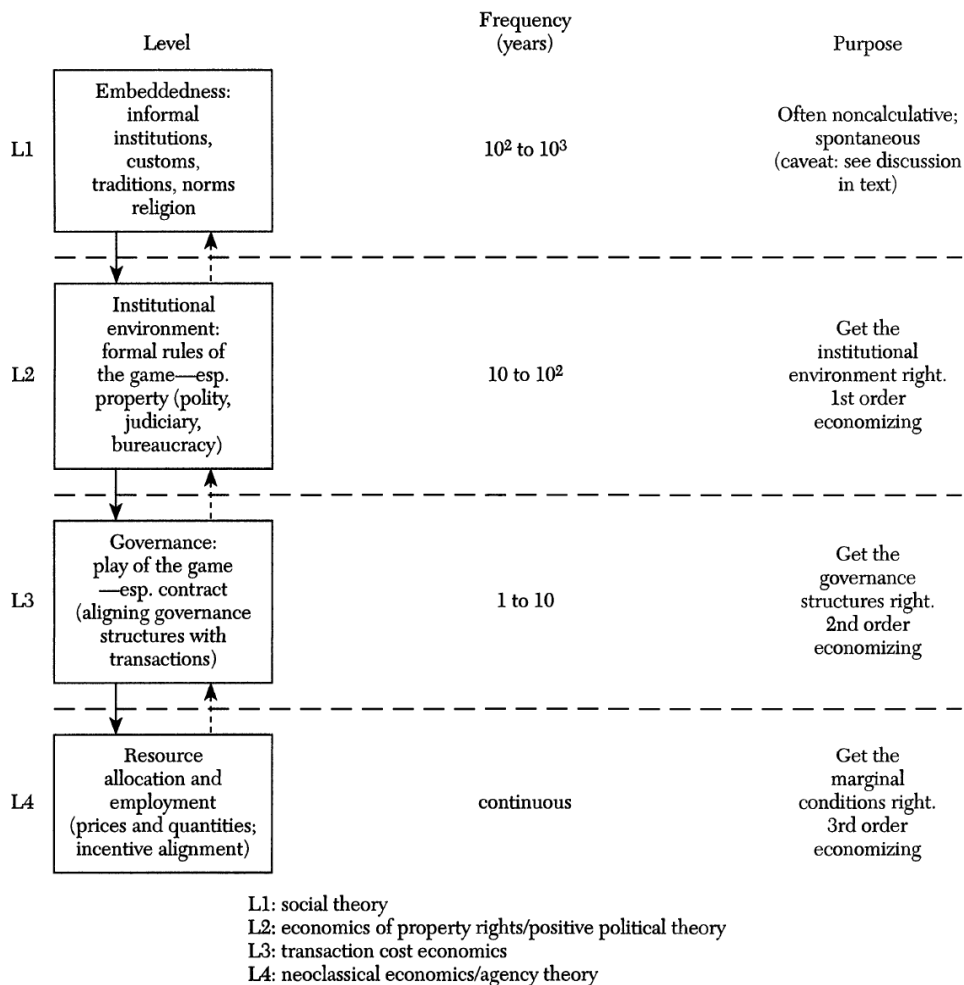 Level
Frequency
(years)
Purpose
L1
Embeddedness:
informal
institutions,
customs,
traditions, norms
religion
10² to 10³
Often noncalculative;
spontaneous
(caveat: see discussion
in text)
L2
Institutional
environment:
formal rules of
the game—esp.
property (polity,
judiciary,
bureaucracy)
10 to 10²
Get the
institutional
environment right.
1st order
economizing
L3
Governance:
play of the game
—esp. contract
(aligning governance
structures with
transactions)
1 to 10
Get the
governance
structures right.
2nd order
economizing
L4
Resource
allocation and
employment
(prices and quantities;
incentive alignment)
continuous
Get the
marginal
conditions right.
3rd order
economizing
L1: social theory
L2: economics of property rights/positive political theory
L3: transaction cost economics
L4: neoclassical economics/agency theory